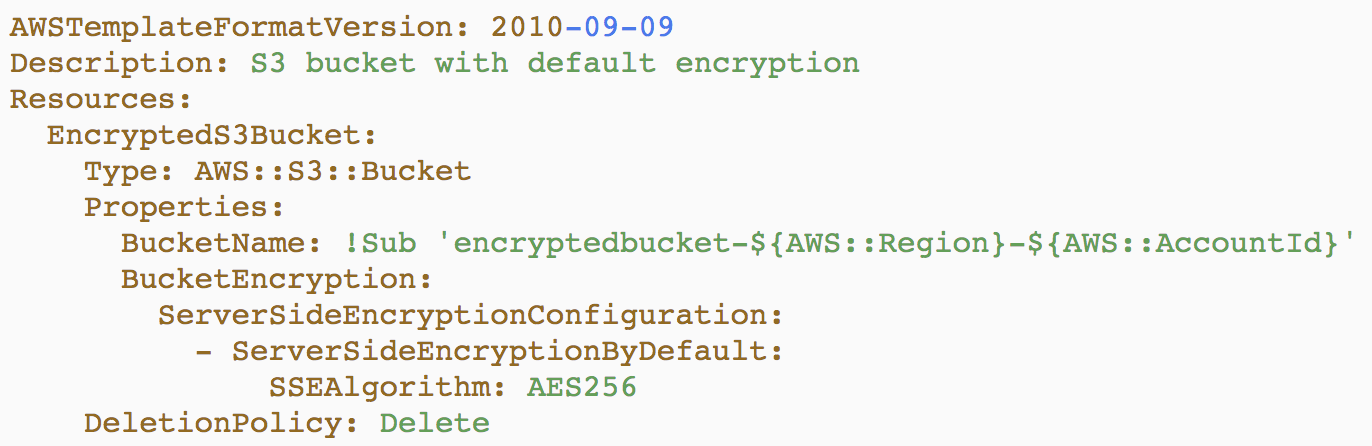 AWSTemplateFormatVersion: 2010-09-09
Description: S3 bucket with default encryption
Resources:
  EncryptedS3Bucket:
    Type: AWS::S3::Bucket
    Properties:
      BucketName: !Sub 'encryptedbucket-${AWS::Region}-${AWS::AccountId}'
      BucketEncryption:
        ServerSideEncryptionConfiguration:
          - ServerSideEncryptionByDefault:
              SSEAlgorithm: AES256
    DeletionPolicy: Delete